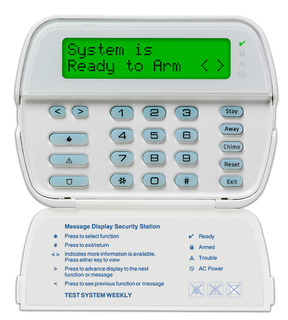 System is
Ready to Arm < >
< > 1 2 3 Stay
4 5 6 Away
7 8 9 Chime
* 0 # Reset
Exit
Message Display Security Station
* Press to select function
# Press to exit/return
< > Indicates more information is available.
Press either key to view
> Press to advance display to the next
function or message
< Press to see previous function or message
TEST SYSTEM WEEKLY
✔ Ready
Armed
⚠ Trouble
AC Power